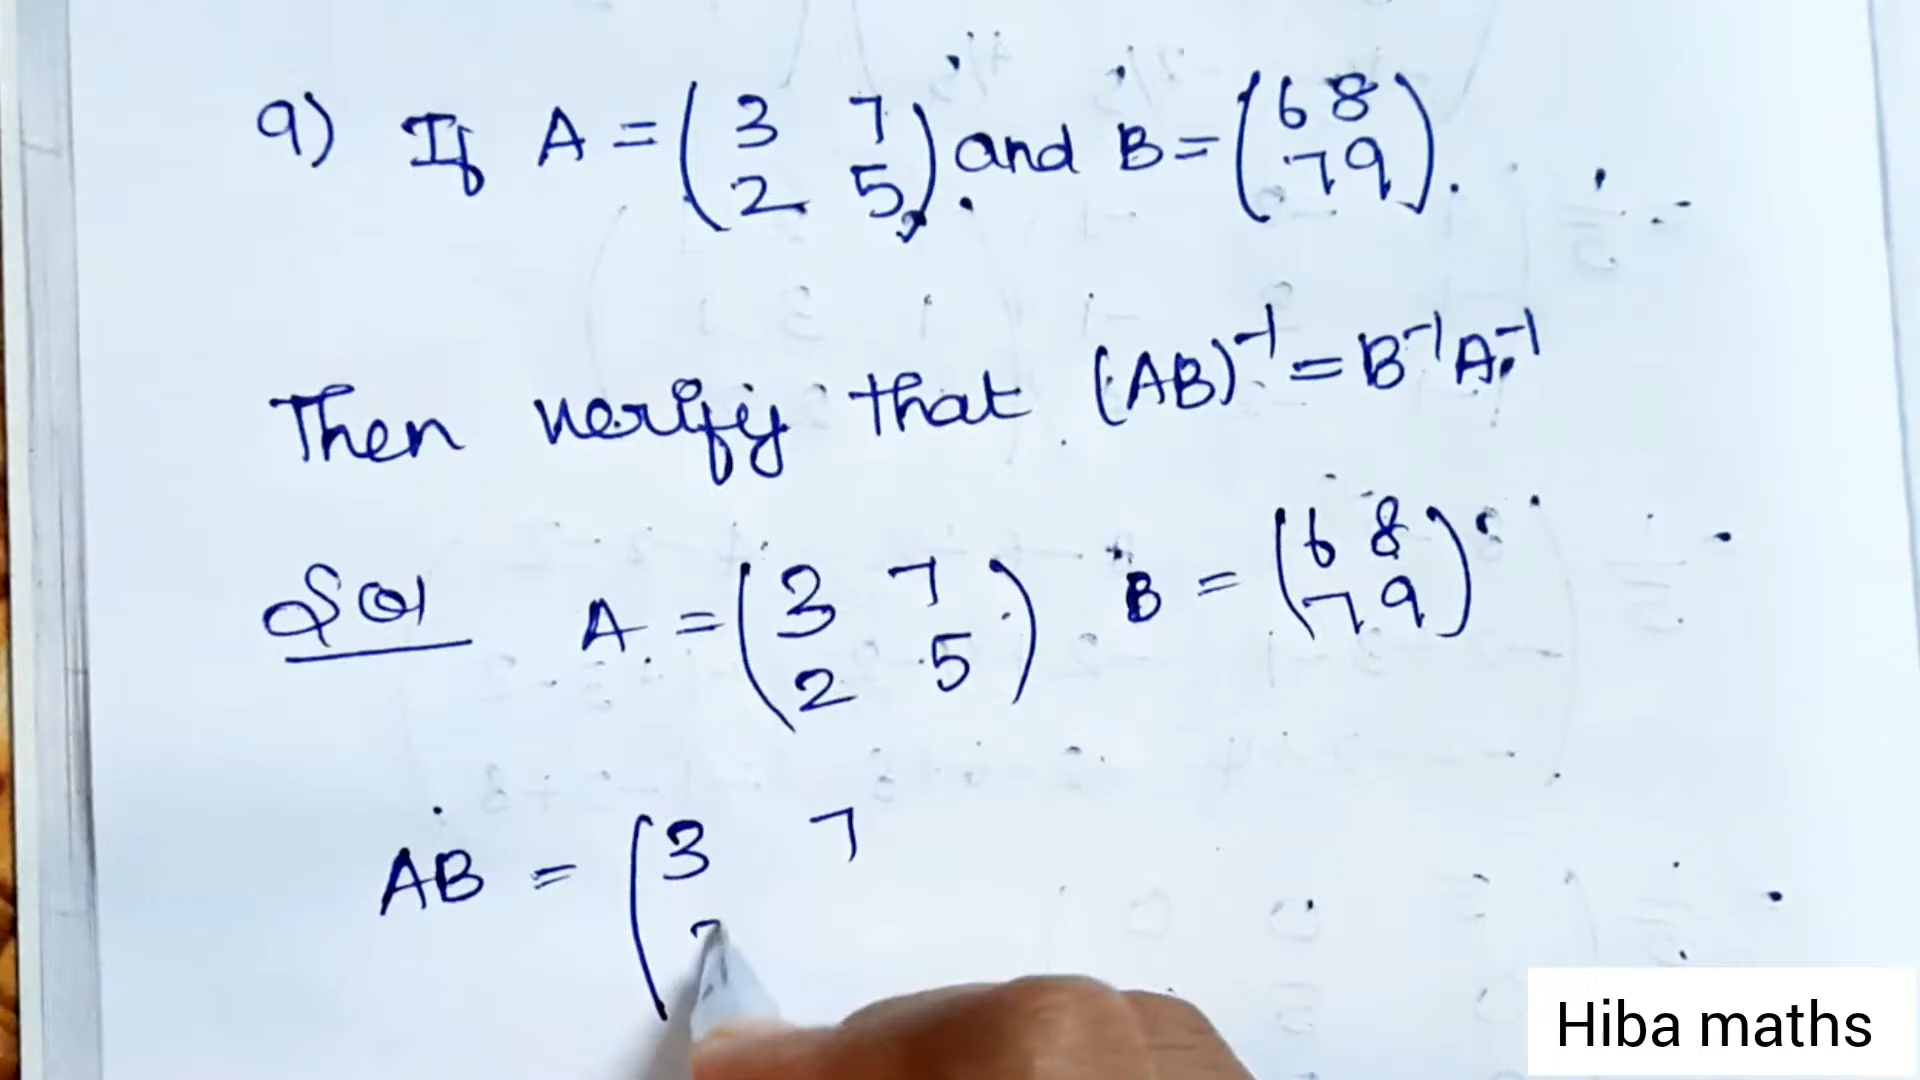 9) If A = (3 7 2 5), and B = (6 8 7 9).
Then verify that (AB)⁻¹ = B⁻¹A⁻¹
Sol A = (3 7 2 5) B = (6 8 7 9)
AB = (3 7
Hiba maths